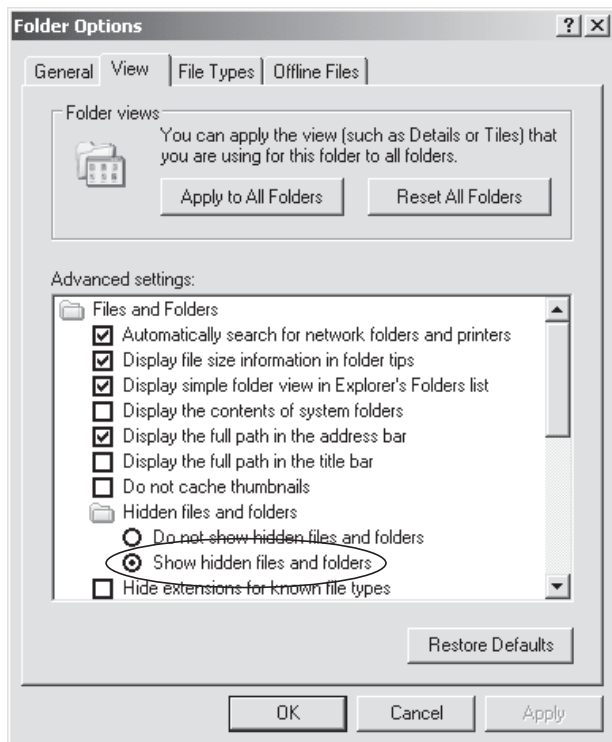 Folder Options
General View File Types Offline Files
Folder views
You can apply the view (such as Details or Tiles) that
you are using for this folder to all folders.
Apply to All Folders Reset All Folders
Advanced settings:
Files and Folders
Automatically search for network folders and printers
Display file size information in folder tips
Display simple folder view in Explorer's Folders list
Display the contents of system folders
Display the full path in the address bar
Display the full path in the title bar
Do not cache thumbnails
Hidden files and folders
Do not show hidden files and folders
Show hidden files and folders
Hide extensions for known file types
Restore Defaults
OK Cancel Apply